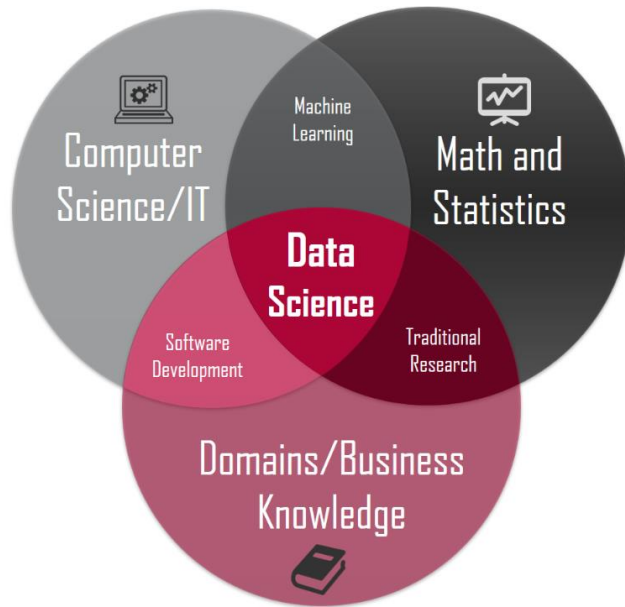 Machine
Learning
Computer
Science/IT
Math and
Statistics
Data
Science
Software
Development
Traditional
Research
Domains/Business
Knowledge